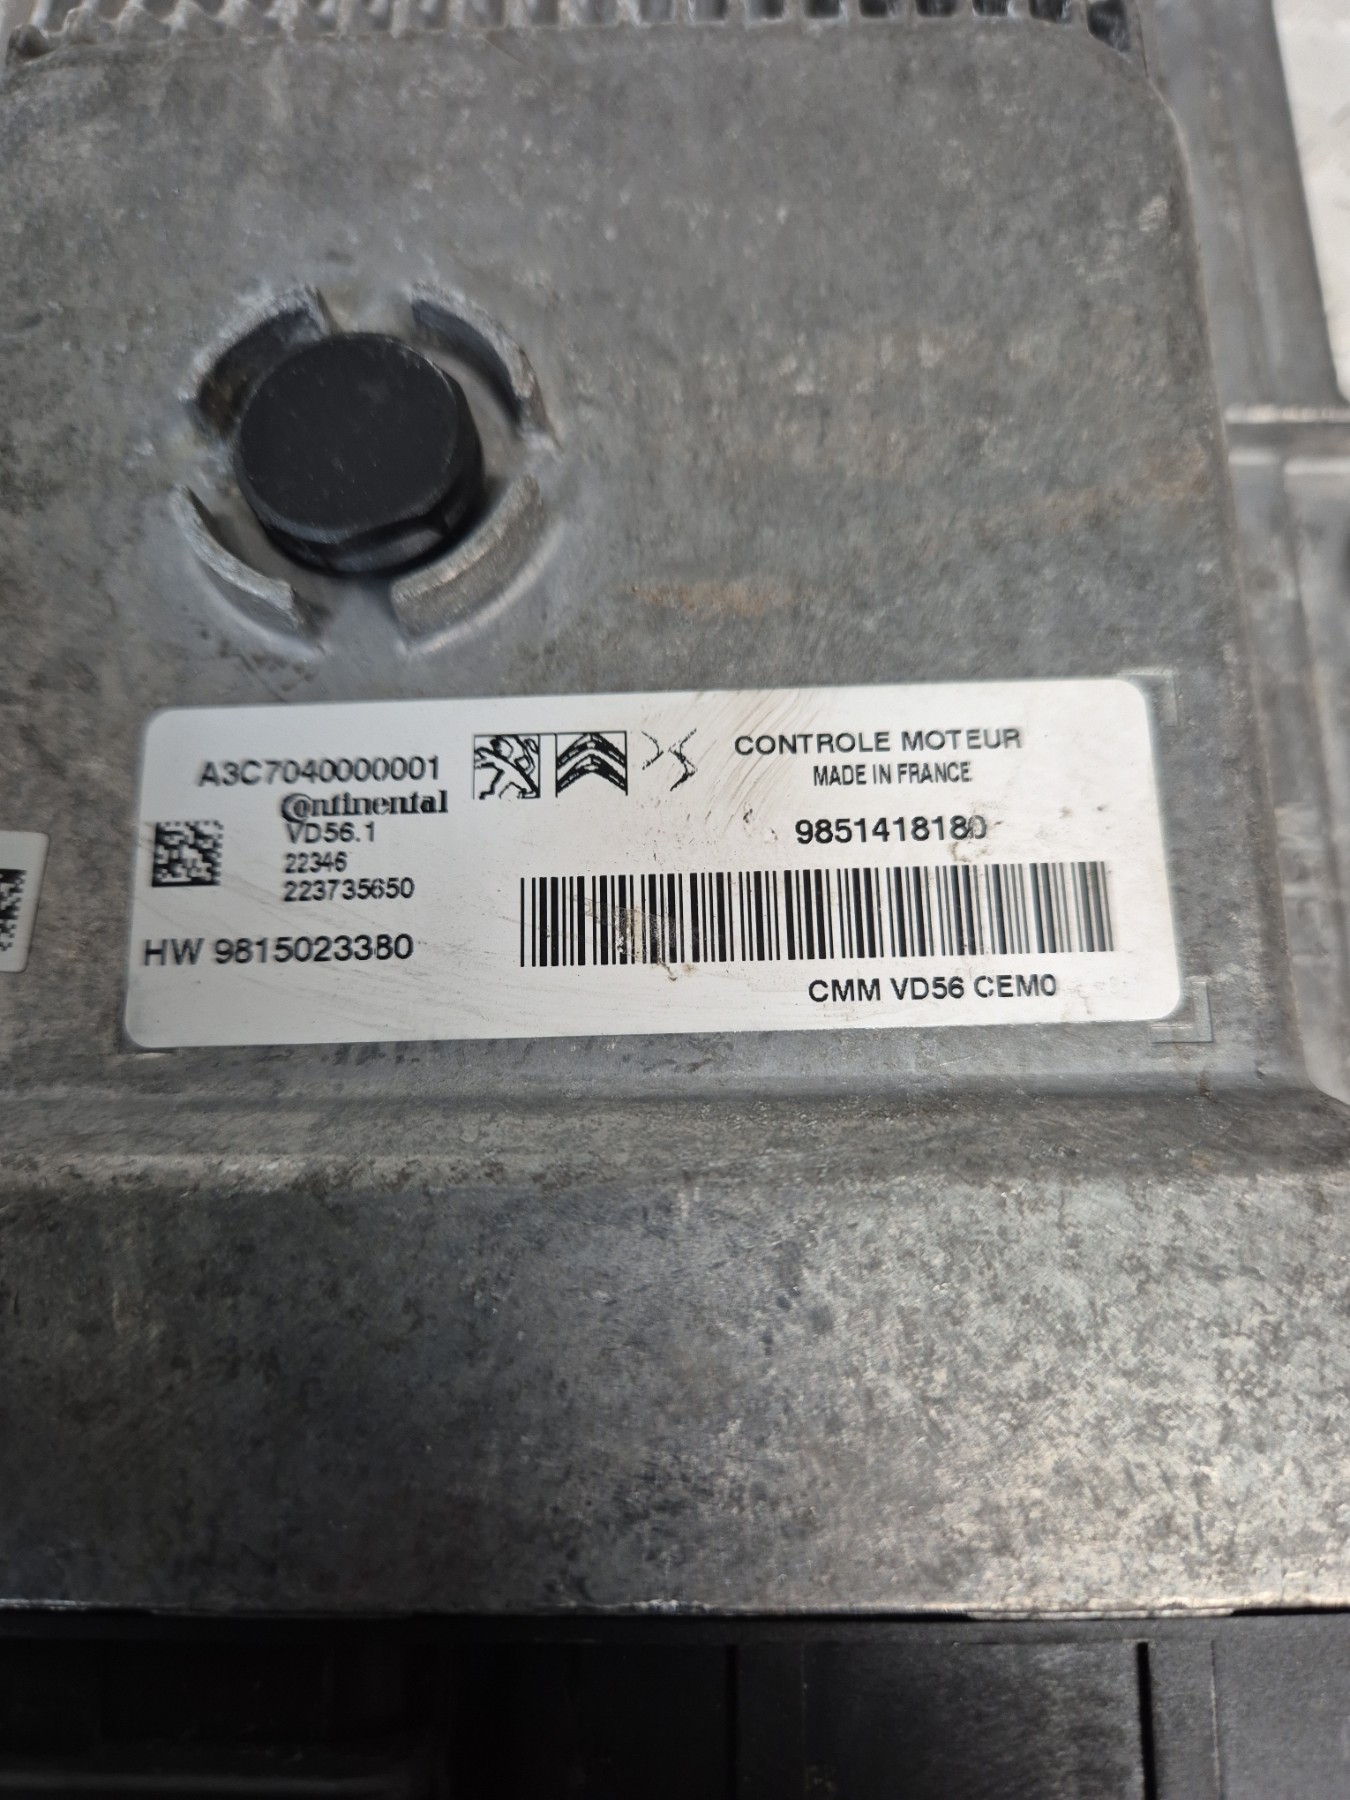 A3C7040000001
Continental
VD56.1
22346
223735650
HW 9815023380
CONTROLE MOTEUR
MADE IN FRANCE
9851418180
CMM VD56 CEM0